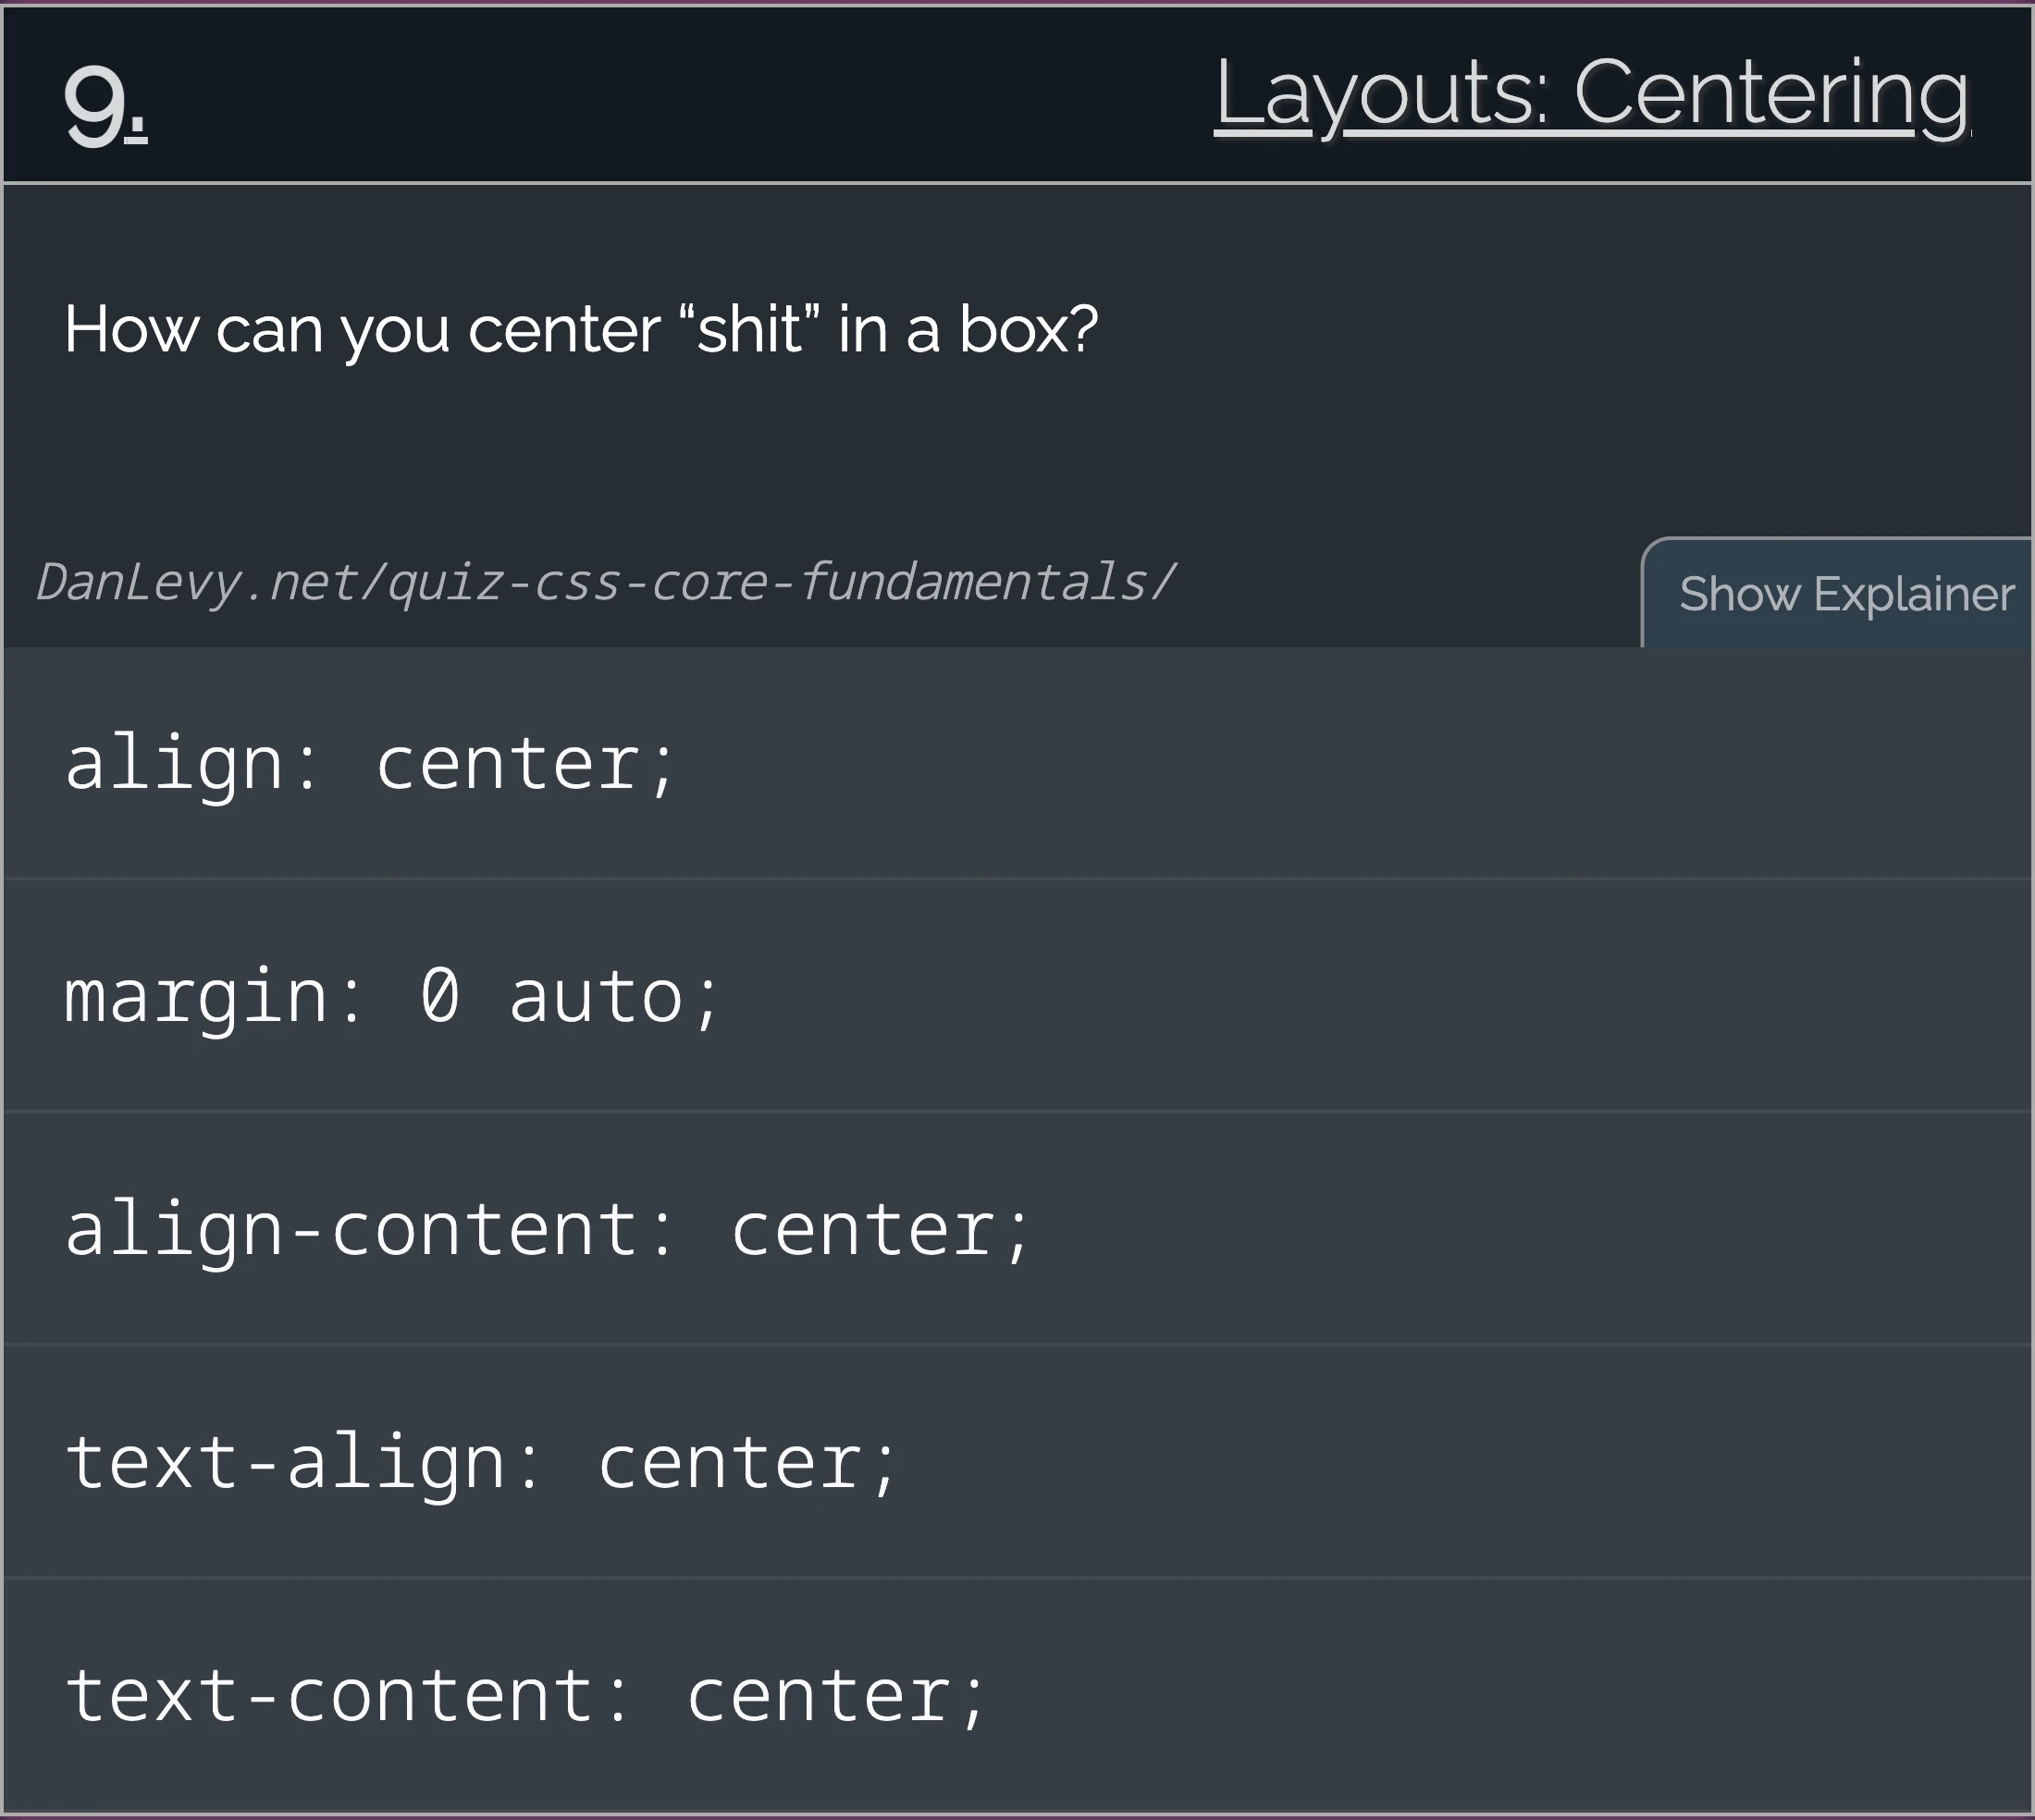 9.
Layouts: Centering
How can you center “shit” in a box?
DanLevy.net/quiz-css-core-fundamentals/
Show Explainer
align: center;
margin: 0 auto;
align-content: center;
text-align: center;
text-content: center;